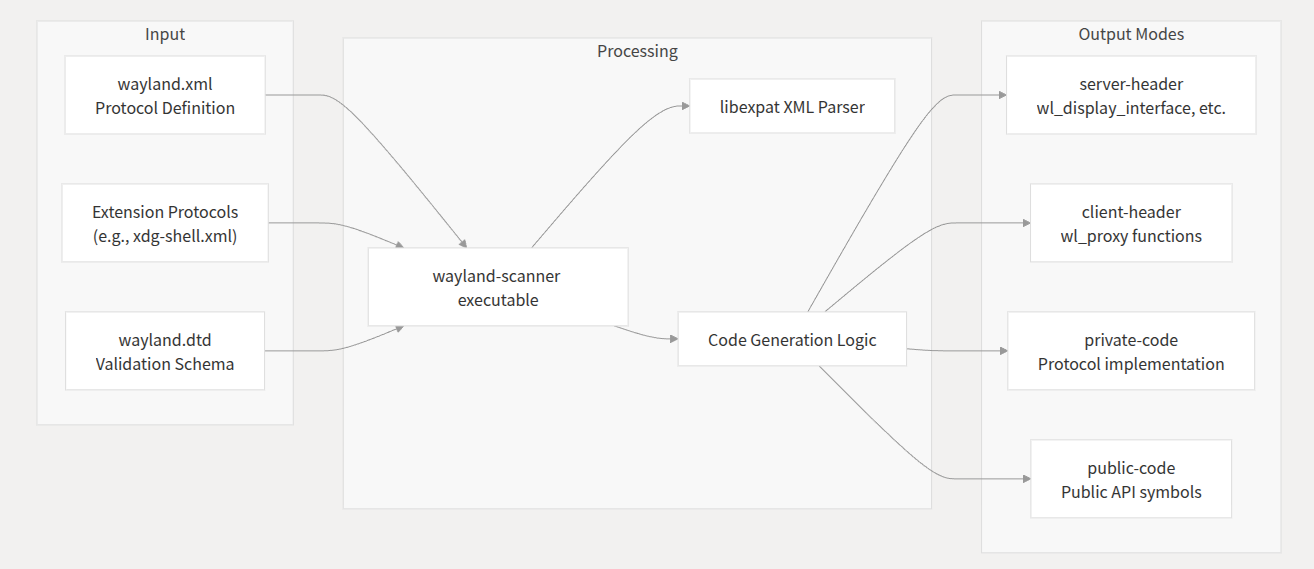 Input
wayland.xml
Protocol Definition
Extension Protocols
(e.g., xdg-shell.xml)
wayland.dtd
Validation Schema
Processing
libexpat XML Parser
wayland-scanner
executable
Code Generation Logic
Output Modes
server-header
wl_display_interface, etc.
client-header
wl_proxy functions
private-code
Protocol implementation
public-code
Public API symbols